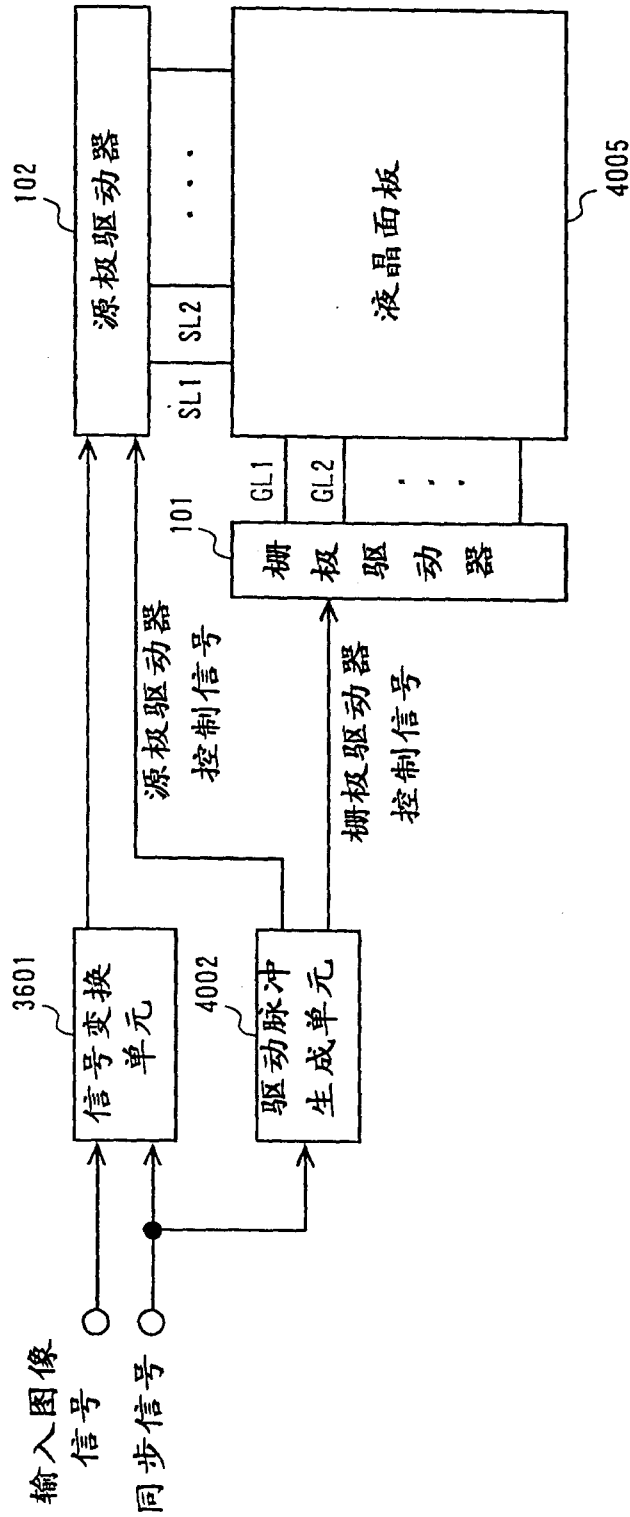 输入图像
信号
同步信号
3601
信号变换
单元
4002
驱动脉冲
生成单元
源极驱动器
控制信号
栅极驱动器
控制信号
102
源极驱动器
SL1
SL2
. . .
101
栅极驱动器
GL1
GL2
. . .
液晶面板
4005